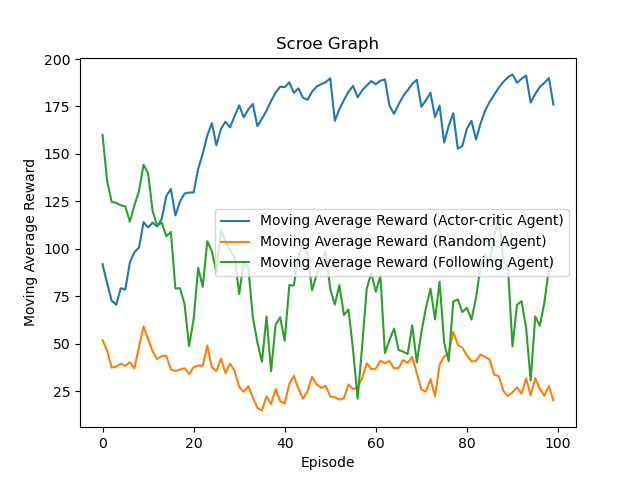 Scroe Graph
200
175
150
125
100
75
50
25
Moving Average Reward
Moving Average Reward (Actor-critic Agent)
Moving Average Reward (Random Agent)
Moving Average Reward (Following Agent)
0
20
40
60
80
100
Episode